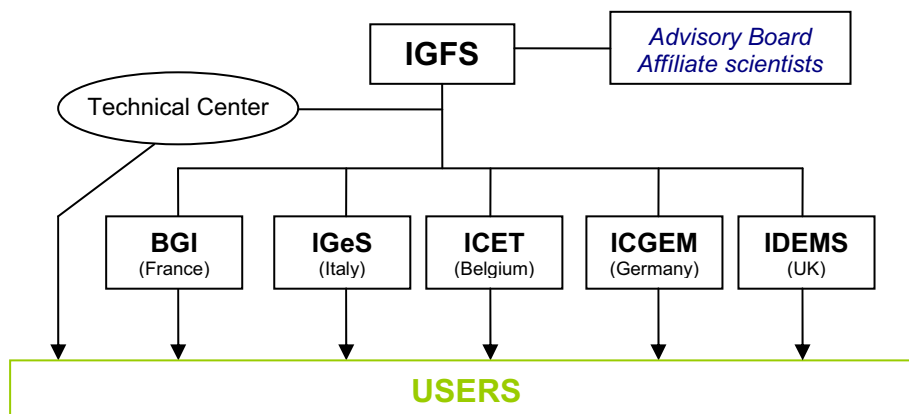 IGFS
Advisory Board
Affiliate scientists
Technical Center
BGI
(France)
IGeS
(Italy)
ICET
(Belgium)
ICGEM
(Germany)
IDEMS
(UK)
USERS